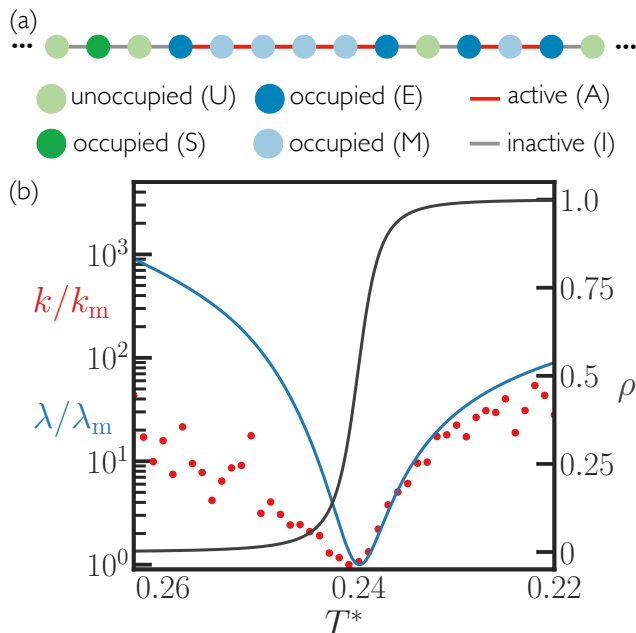 (a)
... ...
unoccupied (U) occupied (E) active (A)
occupied (S) occupied (M) inactive (I)
(b)
1.0
10³
k/kₘ 0.75
10² 0.5 ρ
λ/λₘ
10¹ 0.25
10⁰ 0
0.26 0.24 0.22
T*